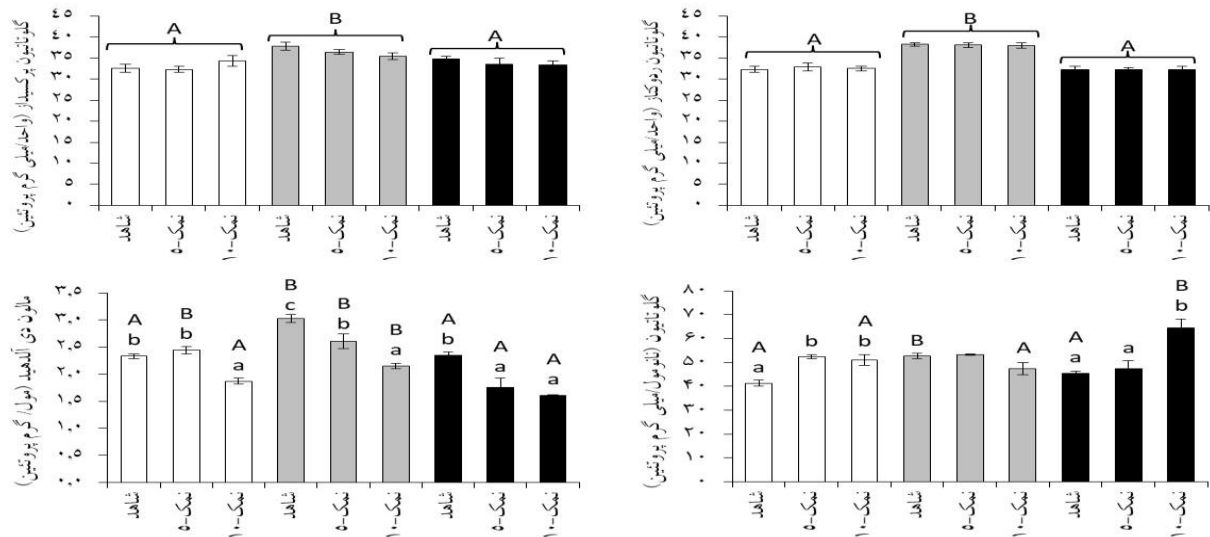 گلوتاتیون پرکسیداز (واحد/میلی گرم پروتئین)
۴۵
۴۰
۳۵
۳۰
۲۵
۲۰
۱۵
۱۰
۵
۰
A
B
A
شاهد
نمک-۵
نمک-۱۰
شاهد
نمک-۵
نمک-۱۰
شاهد
نمک-۵
نمک-۱۰
گلوتاتیون ردوکتاز (واحد/میلی گرم پروتئین)
۴۵
۴۰
۳۵
۳۰
۲۵
۲۰
۱۵
۱۰
۵
۰
A
B
A
شاهد
نمک-۵
نمک-۱۰
شاهد
نمک-۵
نمک-۱۰
شاهد
نمک-۵
نمک-۱۰
مالون دی آلدهید (مول/ گرم پروتئین)
۳.۵
۳.۰
۲.۵
۲.۰
۱.۵
۱.۰
۰.۵
۰.۰
A B A B B B A A A
b b a c b a b a a
شاهد
نمک-۵
نمک-۱۰
شاهد
نمک-۵
نمک-۱۰
شاهد
نمک-۵
نمک-۱۰
گلوتاتیون (نانومول/میلی گرم پروتئین)
۸۰
۷۰
۶۰
۵۰
۴۰
۳۰
۲۰
۱۰
۰
A A B A A B
a b b a a b
شاهد
نمک-۵
نمک-۱۰
شاهد
نمک-۵
نمک-۱۰
شاهد
نمک-۵
نمک-۱۰